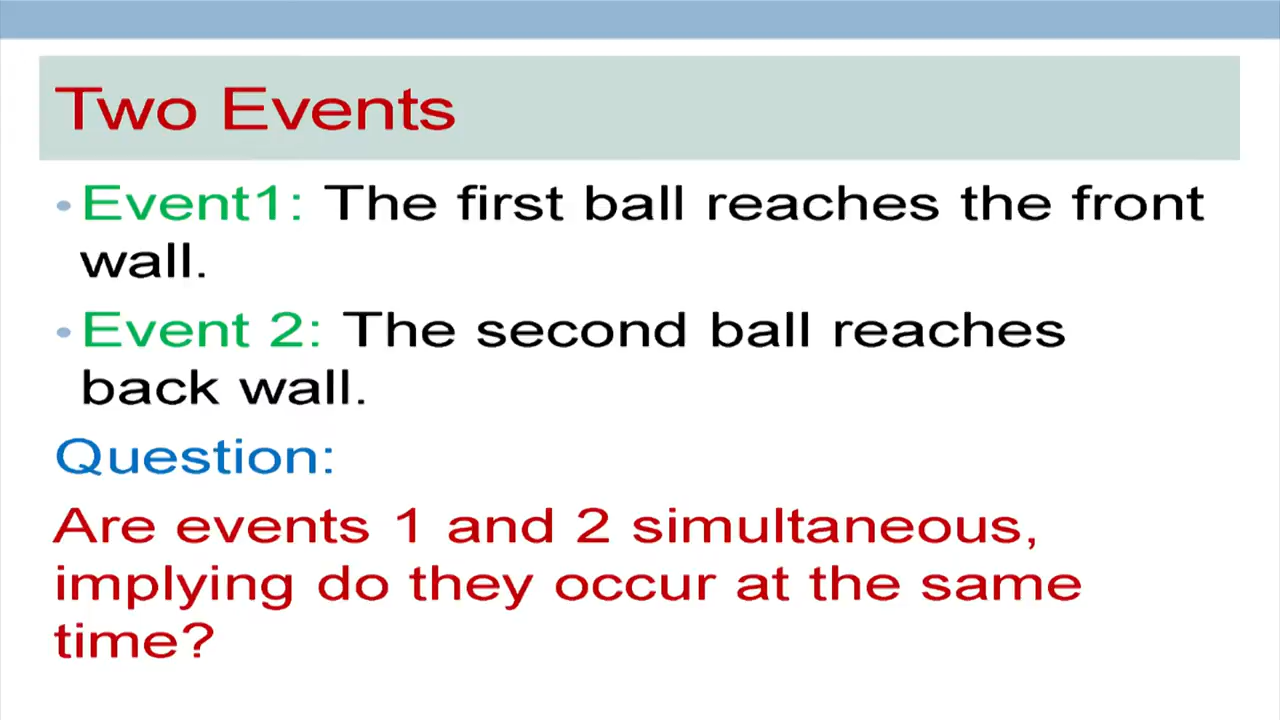 Two Events
• Event1: The first ball reaches the front
wall.
• Event 2: The second ball reaches
back wall.
Question:
Are events 1 and 2 simultaneous,
implying do they occur at the same
time?